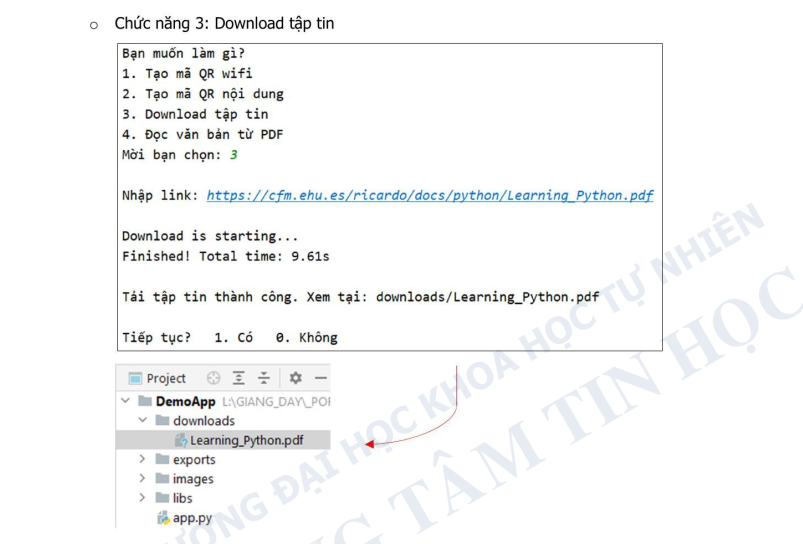 o Chức năng 3: Download tập tin
Bạn muốn làm gì?
1. Tạo mã QR wifi
2. Tạo mã QR nội dung
3. Download tập tin
4. Đọc văn bản từ PDF
Mời bạn chọn: 3
Nhập link: https://cfm.ehu.es/ricardo/docs/python/Learning_Python.pdf
Download is starting...
Finished! Total time: 9.61s
Tải tập tin thành công. Xem tại: downloads/Learning_Python.pdf
Tiếp tục? 1. Có 0. Không
Project
DemoApp L:\GIANG_DAY\_POF
downloads
Learning_Python.pdf
exports
images
libs
app.py
ĐẠI HỌC KHOA HỌC TỰ NHIÊN
TÂM TIN HỌC